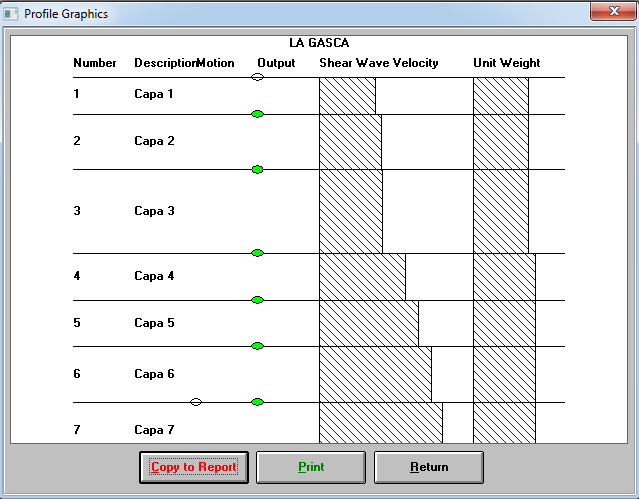 Profile Graphics
LA GASCA
Number DescriptionMotion Output Shear Wave Velocity Unit Weight
1 Capa 1
2 Capa 2
3 Capa 3
4 Capa 4
5 Capa 5
6 Capa 6
7 Capa 7
Copy to Report Print Return